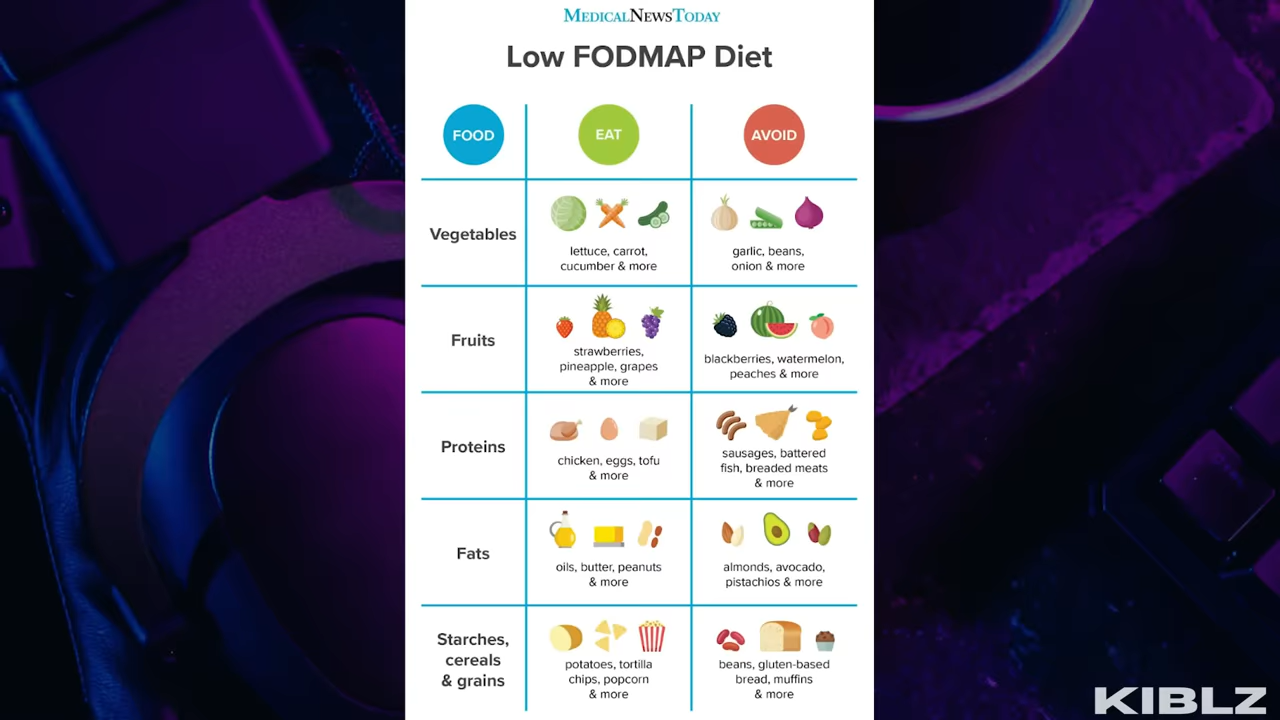 MEDICALNEWSTODAY
Low FODMAP Diet
FOOD
EAT
AVOID
Vegetables
lettuce, carrot,
cucumber & more
garlic, beans,
onion & more
Fruits
strawberries,
pineapple, grapes
& more
blackberries, watermelon,
peaches & more
Proteins
chicken, eggs, tofu
& more
sausages, battered
fish, breaded meats
& more
Fats
oils, butter, peanuts
& more
almonds, avocado,
pistachios & more
Starches,
cereals
& grains
potatoes, tortilla
chips, popcorn
& more
beans, gluten-based
bread, muffins
& more
KIBLZ